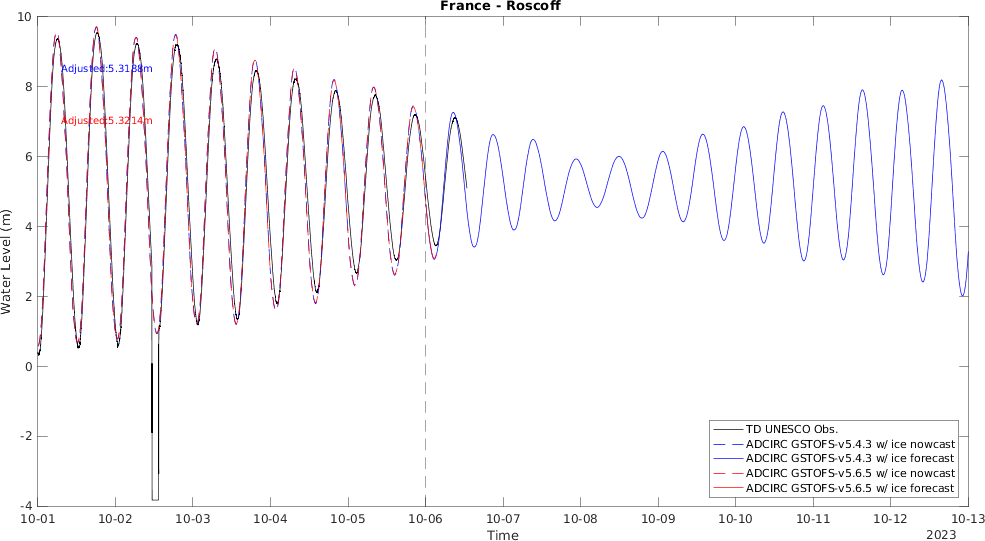 France - Roscoff
Water Level (m)
10
8
6
4
2
0
-2
-4
Adjusted:5.3188m
Adjusted:5.3214m
TD UNESCO Obs.
ADCIRC GSTOFS-v5.4.3 w/ ice nowcast
ADCIRC GSTOFS-v5.4.3 w/ ice forecast
ADCIRC GSTOFS-v5.6.5 w/ ice nowcast
ADCIRC GSTOFS-v5.6.5 w/ ice forecast
10-01 10-02 10-03 10-04 10-05 10-06 10-07 10-08 10-09 10-10 10-11 10-12 10-13
Time
2023